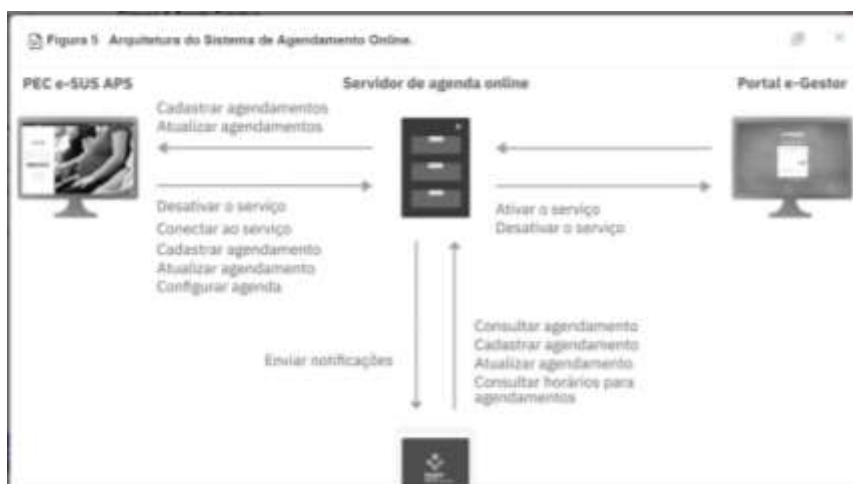 Figura 5 Arquitetura do Sistema de Agendamento Online.
PEC e-SUS APS
Servidor de agenda online
Portal e-Gestor
Cadastrar agendamentos
Atualizar agendamentos
Desativar o serviço
Conectar ao serviço
Cadastrar agendamento
Atualizar agendamento
Configurar agenda
Ativar o serviço
Desativar o serviço
Enviar notificações
Consultar agendamento
Cadastrar agendamento
Atualizar agendamento
Consultar horários para
agendamentos